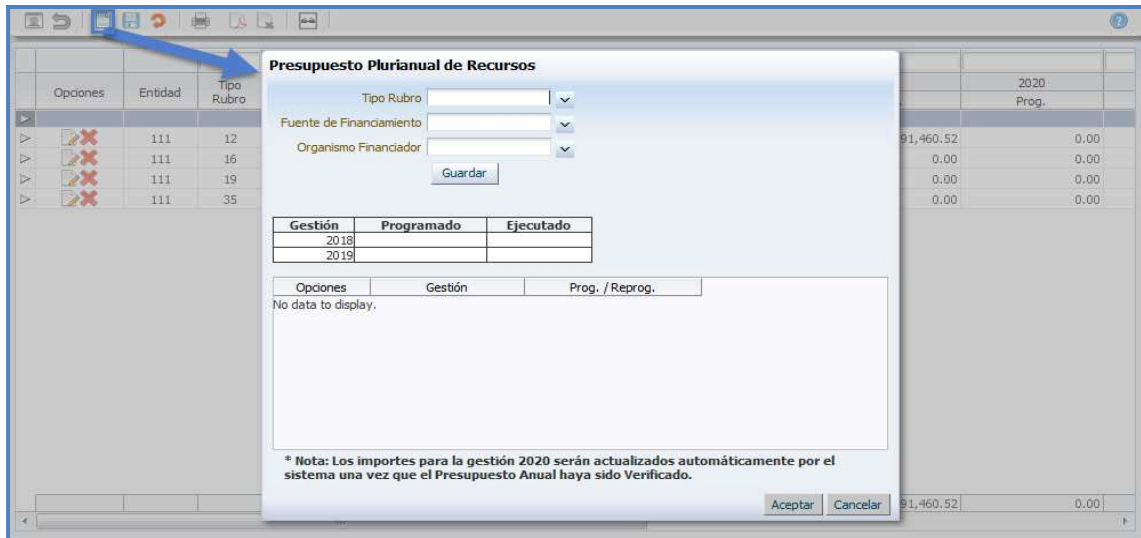 Presupuesto Plurianual de Recursos
2020
Opciones Entidad Tipo Rubro
Prog.
Tipo Rubro
Fuente de Financiamiento
Organismo Financiador
Guardar
111 12 91,460.52 0.00
111 16 0.00 0.00
111 19 0.00 0.00
111 35 0.00 0.00
Gestión Programado Ejecutado
2018
2019
Opciones Gestión Prog. / Reprog.
No data to display.
* Nota: Los importes para la gestión 2020 serán actualizados automáticamente por el
sistema una vez que el Presupuesto Anual haya sido Verificado.
Aceptar Cancelar
91,460.52 0.00